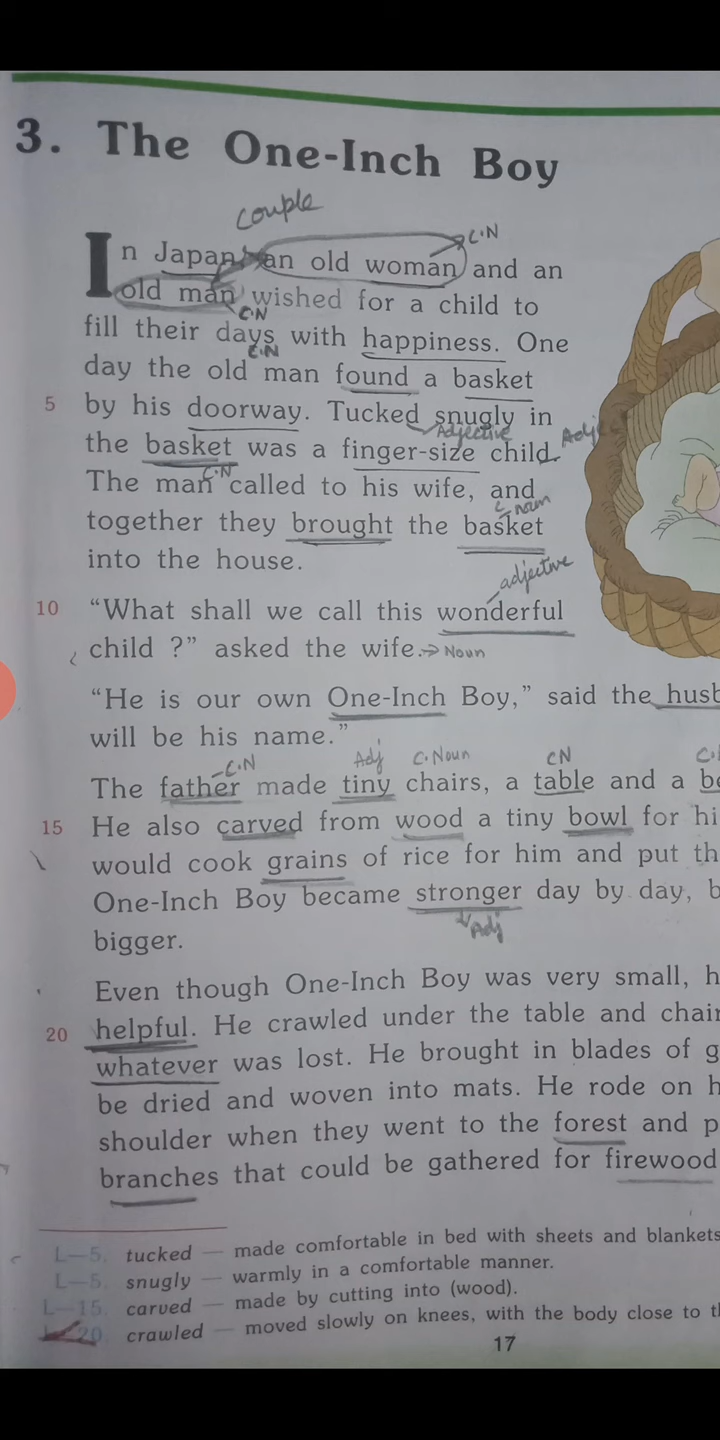 3. The One-Inch Boy
couple
C.N
In Japan, an old woman and an
old man wished for a child to
C.N
fill their days with happiness. One
C.N
day the old man found a basket
5 by his doorway. Tucked snugly in
Adjective
the basket was a finger-size child.
C.N
The man called to his wife, and
together they brought the basket
into the house.
adjective
10 "What shall we call this wonderful
child ?" asked the wife. → Noun
"He is our own One-Inch Boy," said the
will be his name."
C.N Adj C.Noun CN
The father made tiny chairs, a table and a
15 He also carved from wood a tiny bowl for
would cook grains of rice for him and put
One-Inch Boy became stronger day by day,
Adj
bigger.
Even though One-Inch Boy was very small,
20 helpful. He crawled under the table and
whatever was lost. He brought in blades of
be dried and woven into mats. He rode on
shoulder when they went to the forest and
branches that could be gathered for firewood
L—5. tucked — made comfortable in bed with sheets and blankets
L—5. snugly — warmly in a comfortable manner.
L—15. carved — made by cutting into (wood).
20. crawled — moved slowly on knees, with the body close to
17